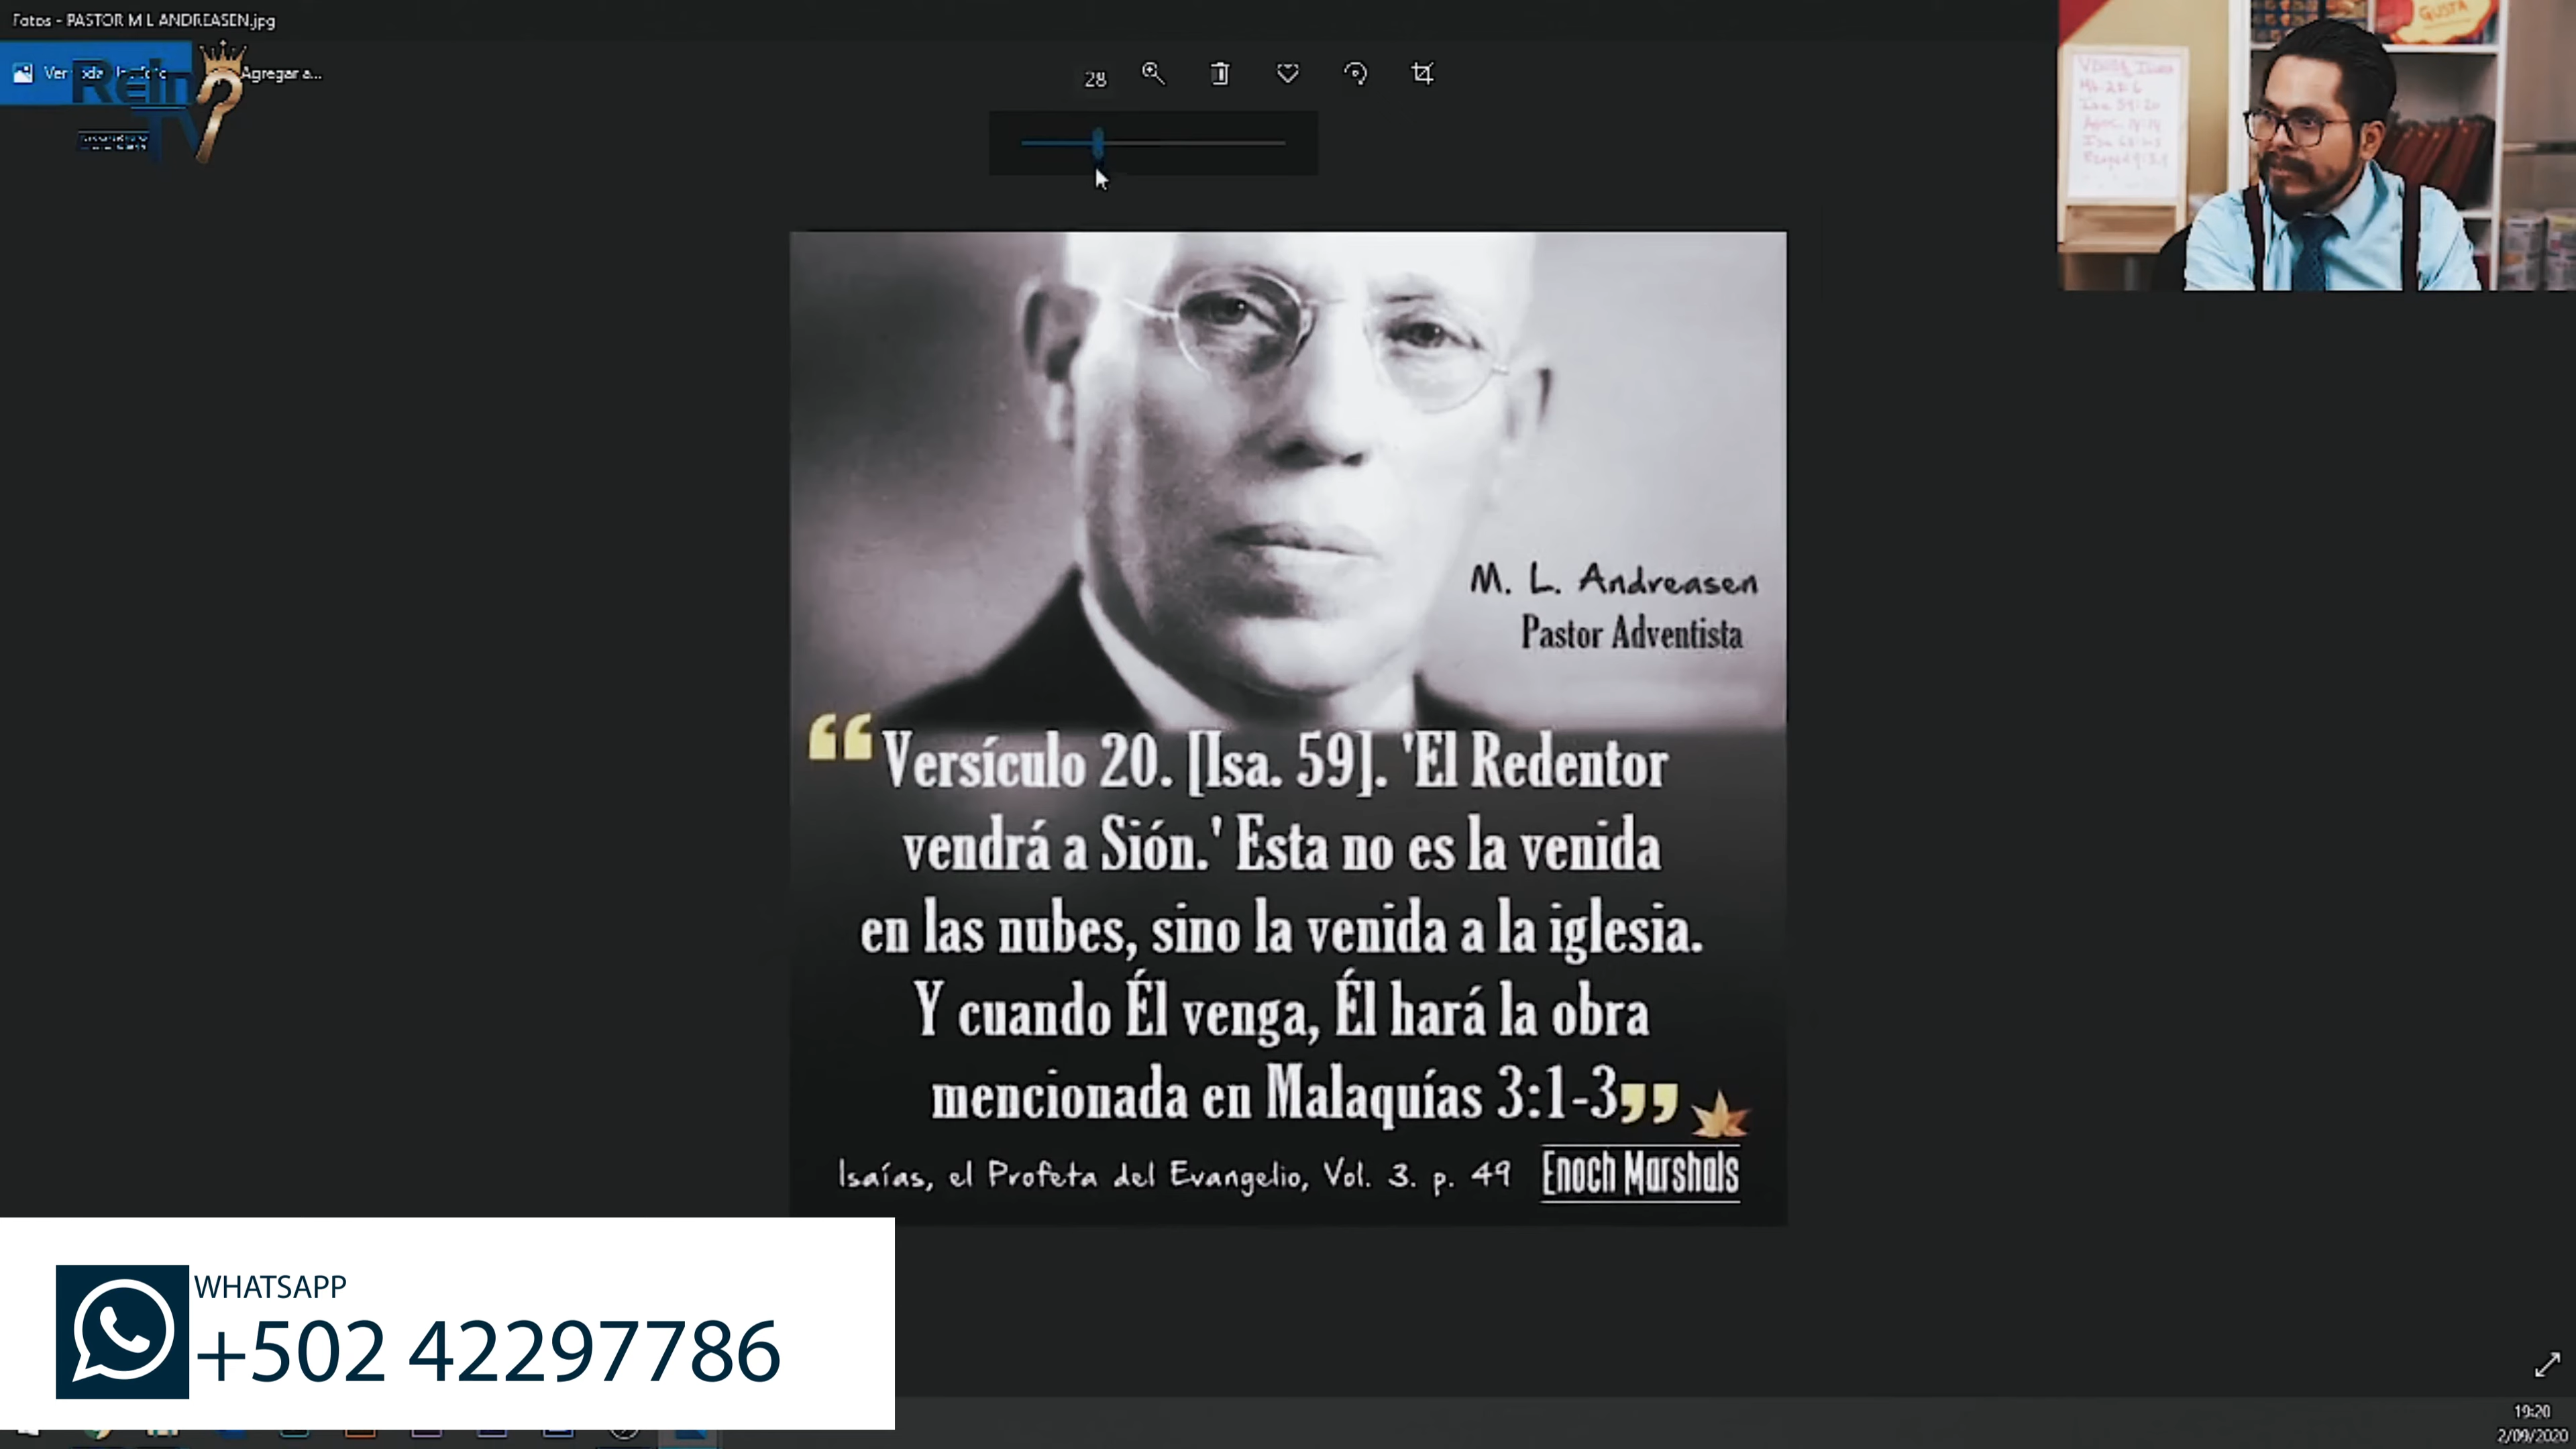 Fotos - PASTOR M L ANDREASEN.jpg
Agregar a...
28
GUSTA
M. L. Andreasen
Pastor Adventista
“Versículo 20. [Isa. 59]. 'El Redentor
vendrá a Sión.' Esta no es la venida
en las nubes, sino la venida a la iglesia.
Y cuando Él venga, Él hará la obra
mencionada en Malaquías 3:1-3”
Isaías, el Profeta del Evangelio, Vol. 3. p. 49
Enoch Marshals
WHATSAPP
+502 42297786
19:20
2/09/2020